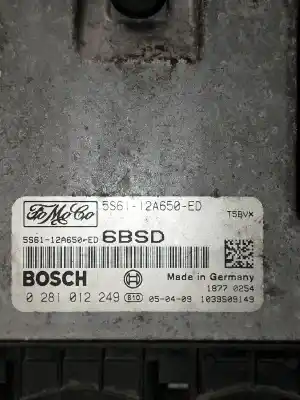 FoMoCo
5S61-12A650-ED
T5BVX
5S61-12A650-ED 6BSD
BOSCH
Made in Germany
1877 0254
0 281 012 249 B10 05-04-09 1039S09149